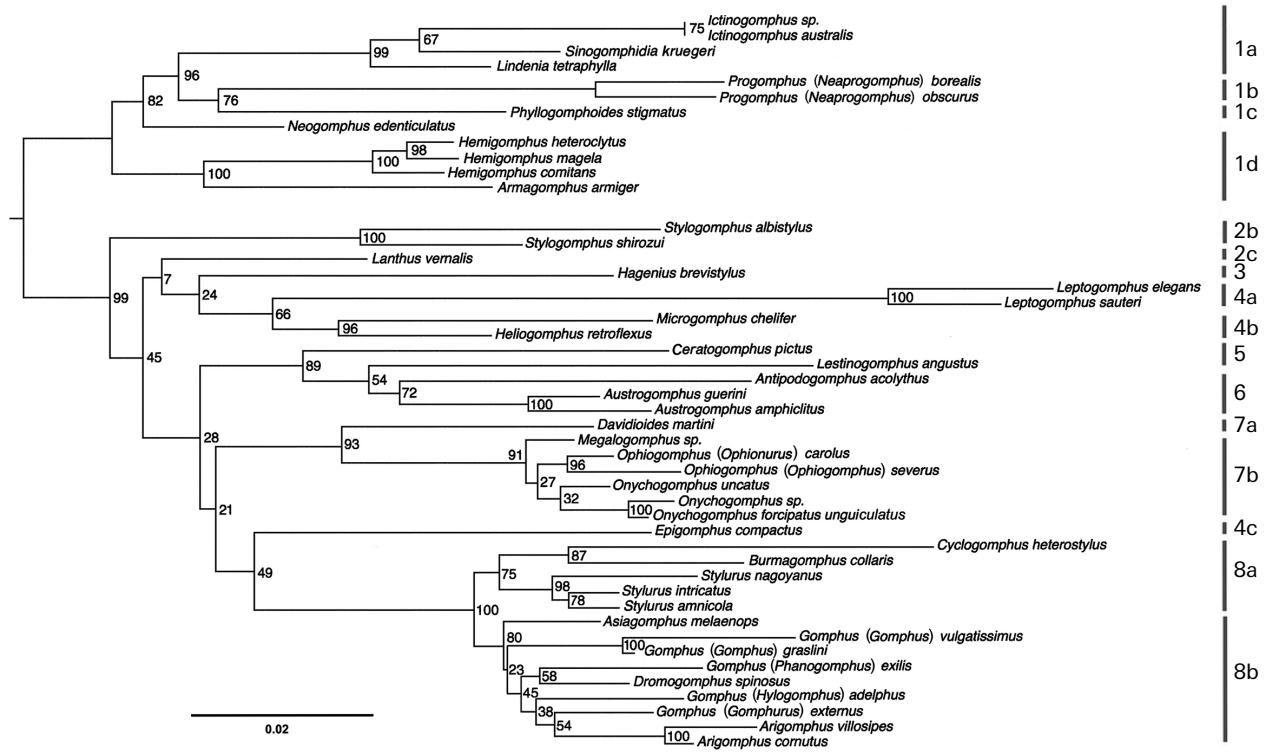 Ictinogomphus sp.
75
Ictinogomphus australis
67
Sinogomphidia kruegeri
99
1a
Lindenia tetraphylla
96
Progomphus (Neaprogomphus) borealis
1b
82
76
Progomphus (Neaprogomphus) obscurus
Phyllogomphoides stigmatus
1c
Neogomphus edenticulatus
Hemigomphus heteroclytus
98
Hemigomphus magela
100
1d
Hemigomphus comitans
100
Armagomphus armiger
Stylogomphus albistylus
2b
100
Stylogomphus shirozui
Lanthus vernalis
2c
7
Hagenius brevistylus
3
Leptogomphus elegans
99
24
100
4a
Leptogomphus sauteri
66
Microgomphus chelifer
96
4b
Heliogomphus retroflexus
Ceratogomphus pictus
5
45
89
Lestinogomphus angustus
54
Antipodogomphus acolythus
72
Austrogomphus guerini
6
100
Austrogomphus amphiclitus
Davidioides martini
7a
28
93
Megalogomphus sp.
91
Ophiogomphus (Ophionurus) carolus
96
Ophiogomphus (Ophiogomphus) severus
7b
27
Onychogomphus uncatus
32
Onychogomphus sp.
21
100
Onychogomphus forcipatus unguiculatus
Epigomphus compactus
4c
Cyclogomphus heterostylus
87
Burmagomphus collaris
49
75
Stylurus nagoyanus
8a
98
Stylurus intricatus
78
Stylurus amnicola
100
Asiagomphus melaenops
80
Gomphus (Gomphus) vulgatissimus
100
Gomphus (Gomphus) graslini
23
Gomphus (Phanogomphus) exilis
58
8b
Dromogomphus spinosus
45
Gomphus (Hylogomphus) adelphus
38
Gomphus (Gomphurus) externus
54
Arigomphus villosipes
0.02
100
Arigomphus cornutus